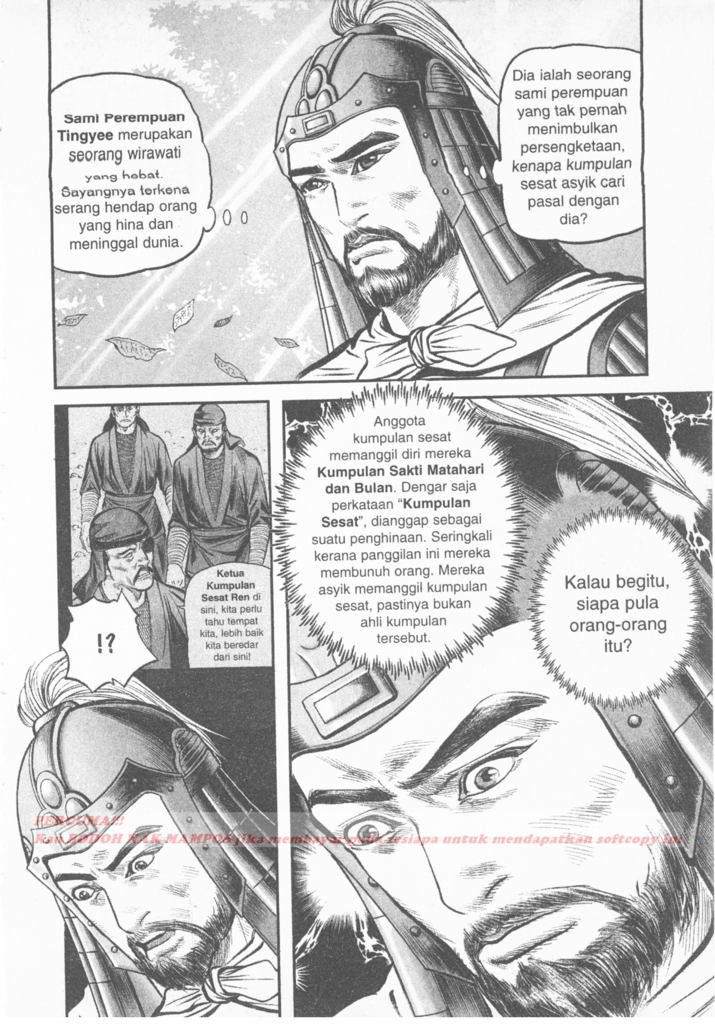 Sami Perempuan
Tingyee merupakan
seorang wirawati
yang hebat.
Sayangnya terkena
serang hendap orang
yang hina dan
meninggal dunia.
Dia ialah seorang
sami perempuan
yang tak pernah
menimbulkan
persengketaan,
kenapa kumpulan
sesat asyik cari
pasal dengan
dia?
Ketua
Kumpulan
Sesat Ren di
sini, kita perlu
tahu tempat
kita, lebih baik
kita beredar
dari sini!
!?
Anggota
kumpulan sesat
memanggil diri mereka
Kumpulan Sakti Matahari
dan Bulan. Dengar saja
perkataan “Kumpulan
Sesat”, dianggap sebagai
suatu penghinaan. Seringkali
kerana panggilan ini mereka
membunuh orang. Mereka
asyik memanggil kumpulan
sesat, pastinya bukan
ahli kumpulan
tersebut.
Kalau begitu,
siapa pula
orang-orang
itu?
PERCUMA!!!
jika membayar pada sesiapa untuk mendapatkan softcopy ini!